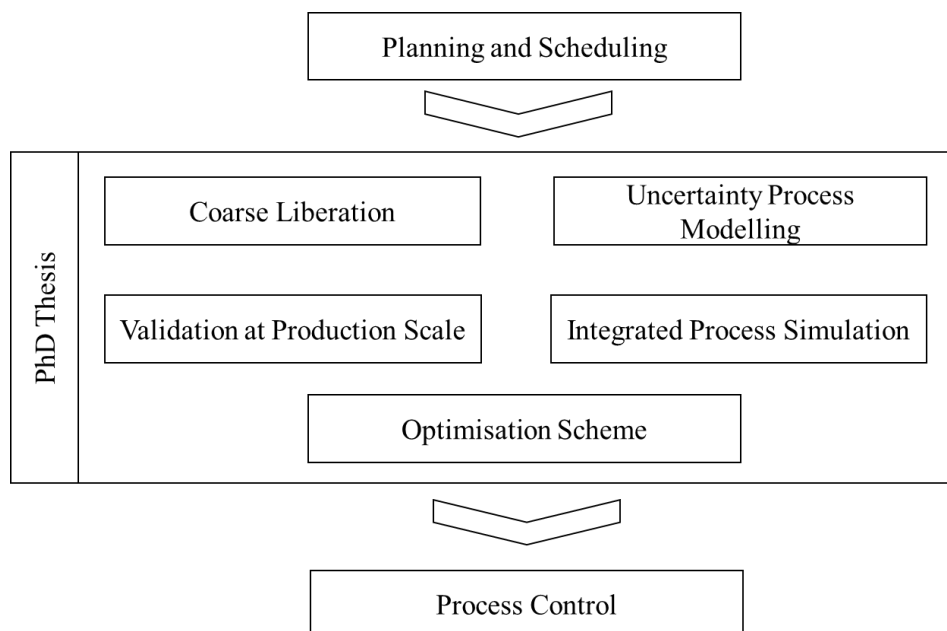 Planning and Scheduling
PhD Thesis
Coarse Liberation
Uncertainty Process
Modelling
Validation at Production Scale
Integrated Process Simulation
Optimisation Scheme
Process Control